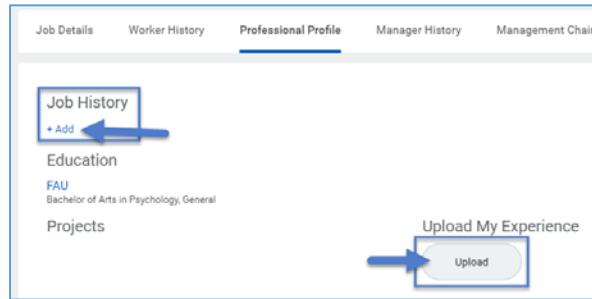 Job Details Worker History Professional Profile Manager History Management Chain
Job History
+ Add
Education
FAU
Bachelor of Arts in Psychology, General
Projects
Upload My Experience
Upload